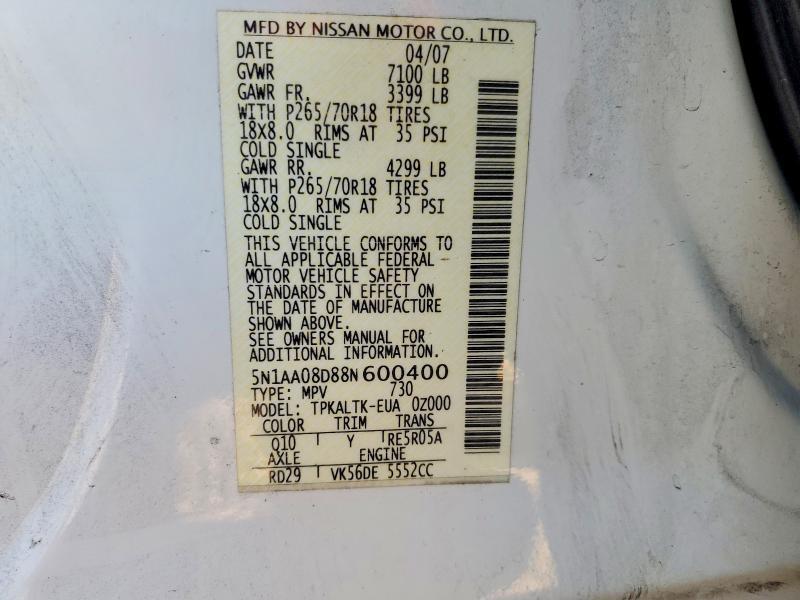 MFD BY NISSAN MOTOR CO., LTD.
DATE 04/07
GVWR 7100 LB
GAWR FR. 3399 LB
WITH P265/70R18 TIRES
18X8.0 RIMS AT 35 PSI
COLD SINGLE
GAWR RR. 4299 LB
WITH P265/70R18 TIRES
18X8.0 RIMS AT 35 PSI
COLD SINGLE
THIS VEHICLE CONFORMS TO
ALL APPLICABLE FEDERAL
MOTOR VEHICLE SAFETY
STANDARDS IN EFFECT ON
THE DATE OF MANUFACTURE
SHOWN ABOVE.
SEE OWNERS MANUAL FOR
ADDITIONAL INFORMATION.
5N1AA08D88N600400
TYPE: MPV 730
MODEL: TPKALTK-EUA 0Z000
COLOR TRIM TRANS
Q10 Y RE5R05A
AXLE ENGINE
RD29 VK56DE 5552CC